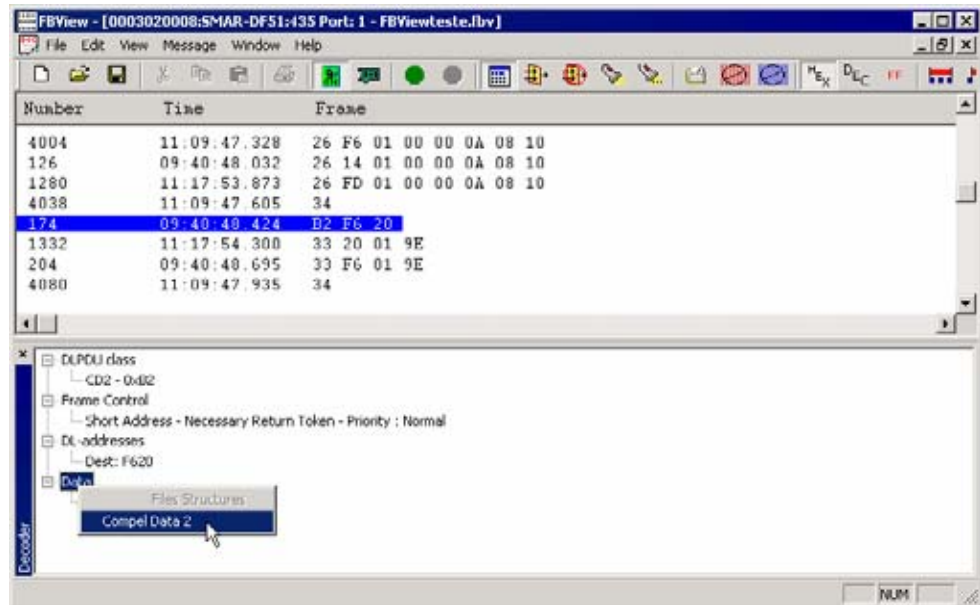 FBView - [0003020008:SMAR-DF51:435 Port: 1 - FBViewteste.fbv]
File Edit View Message Window Help
HEX DEC FF
Number Time Frame
4004 11:09:47.328 26 F6 01 00 00 0A 08 10
126 09:40:48.032 26 14 01 00 00 0A 08 10
1280 11:17:53.873 26 FD 01 00 00 0A 08 10
4038 11:09:47.605 34
174 09:40:48.424 B2 F6 20
1332 11:17:54.300 33 20 01 9E
204 09:40:48.695 33 F6 01 9E
4080 11:09:47.935 34
DLPDU class
CD2 - 0xB2
Frame Control
Short Address - Necessary Return Token - Priority : Normal
DL-addresses
Dest: F620
Data
Files Structures
Compel Data 2
Decoder
NUM